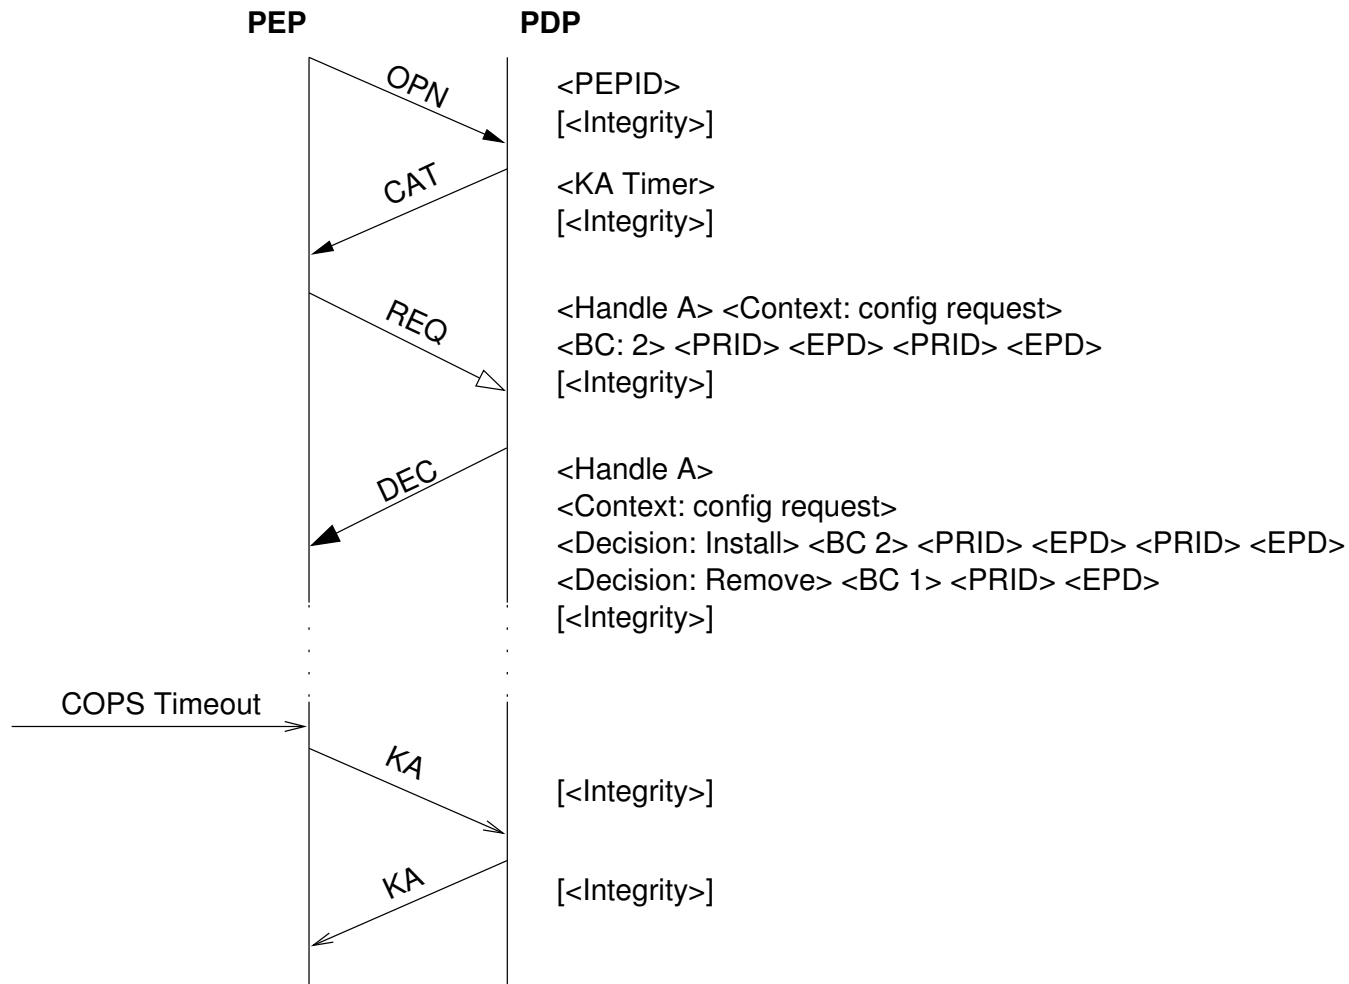 PEP PDP
OPN
<PEPID>
[<Integrity>]
CAT
<KA Timer>
[<Integrity>]
REQ
<Handle A> <Context: config request>
<BC: 2> <PRID> <EPD> <PRID> <EPD>
[<Integrity>]
DEC
<Handle A>
<Context: config request>
<Decision: Install> <BC 2> <PRID> <EPD> <PRID> <EPD>
<Decision: Remove> <BC 1> <PRID> <EPD>
[<Integrity>]
COPS Timeout
KA
[<Integrity>]
KA
[<Integrity>]